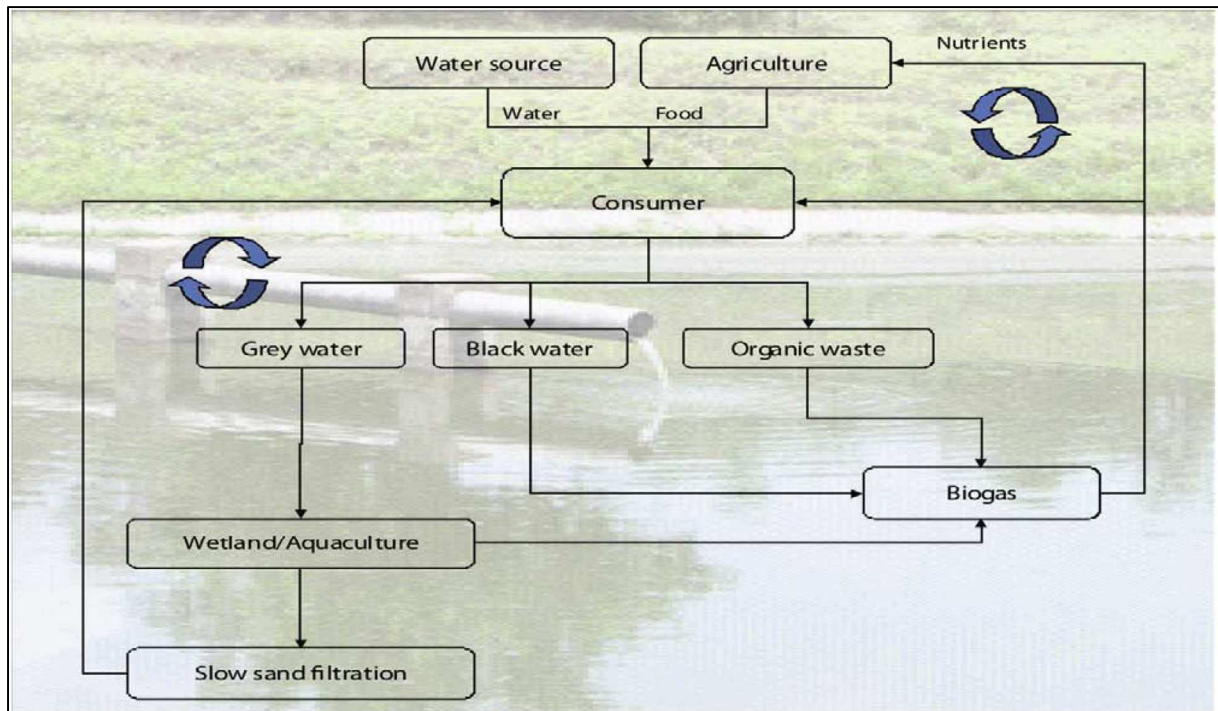 Nutrients
Water source
Agriculture
Water
Food
Consumer
Grey water
Black water
Organic waste
Biogas
Wetland/Aquaculture
Slow sand filtration